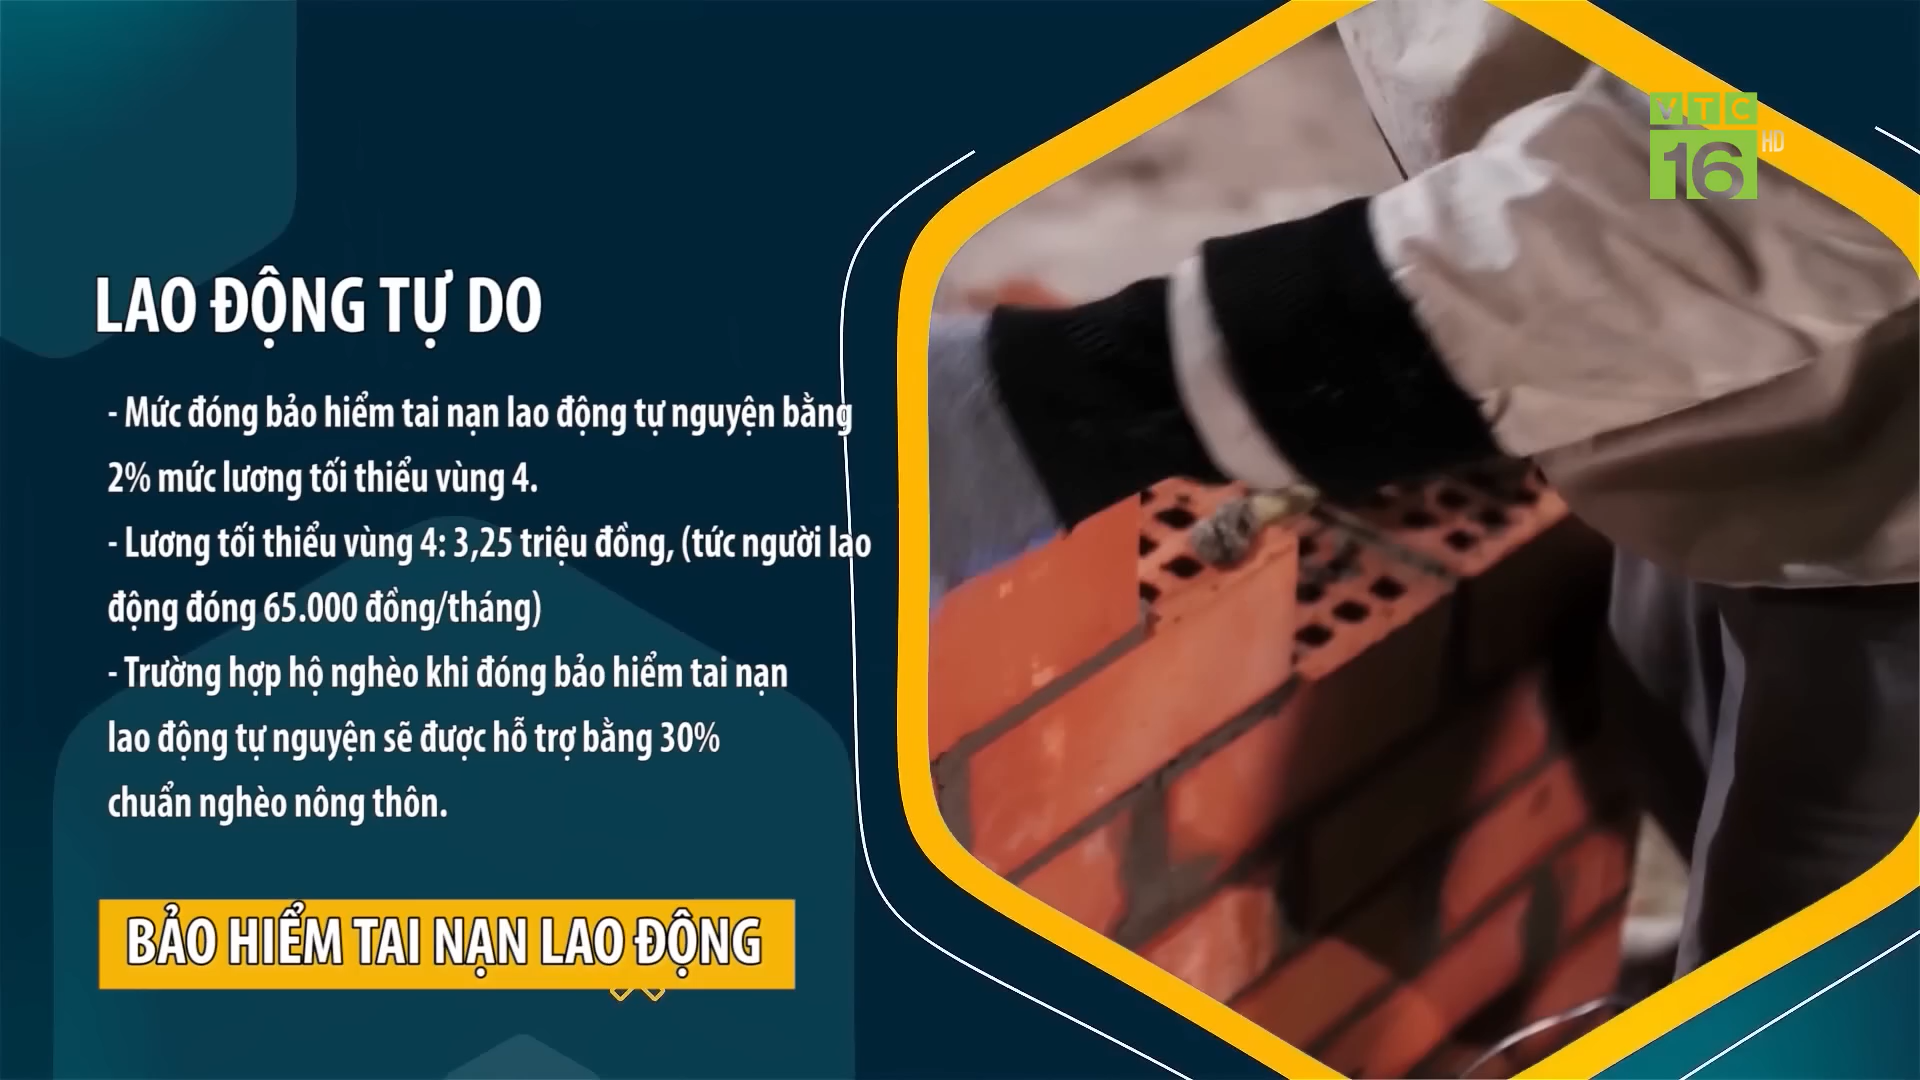 VTC
16 HD
LAO ĐỘNG TỰ DO
- Mức đóng bảo hiểm tai nạn lao động tự nguyện bằng
2% mức lương tối thiểu vùng 4.
- Lương tối thiểu vùng 4: 3,25 triệu đồng, (tức người lao
động đóng 65.000 đồng/tháng)
- Trường hợp hộ nghèo khi đóng bảo hiểm tai nạn
lao động tự nguyện sẽ được hỗ trợ bằng 30%
chuẩn nghèo nông thôn.
BẢO HIỂM TAI NẠN LAO ĐỘNG